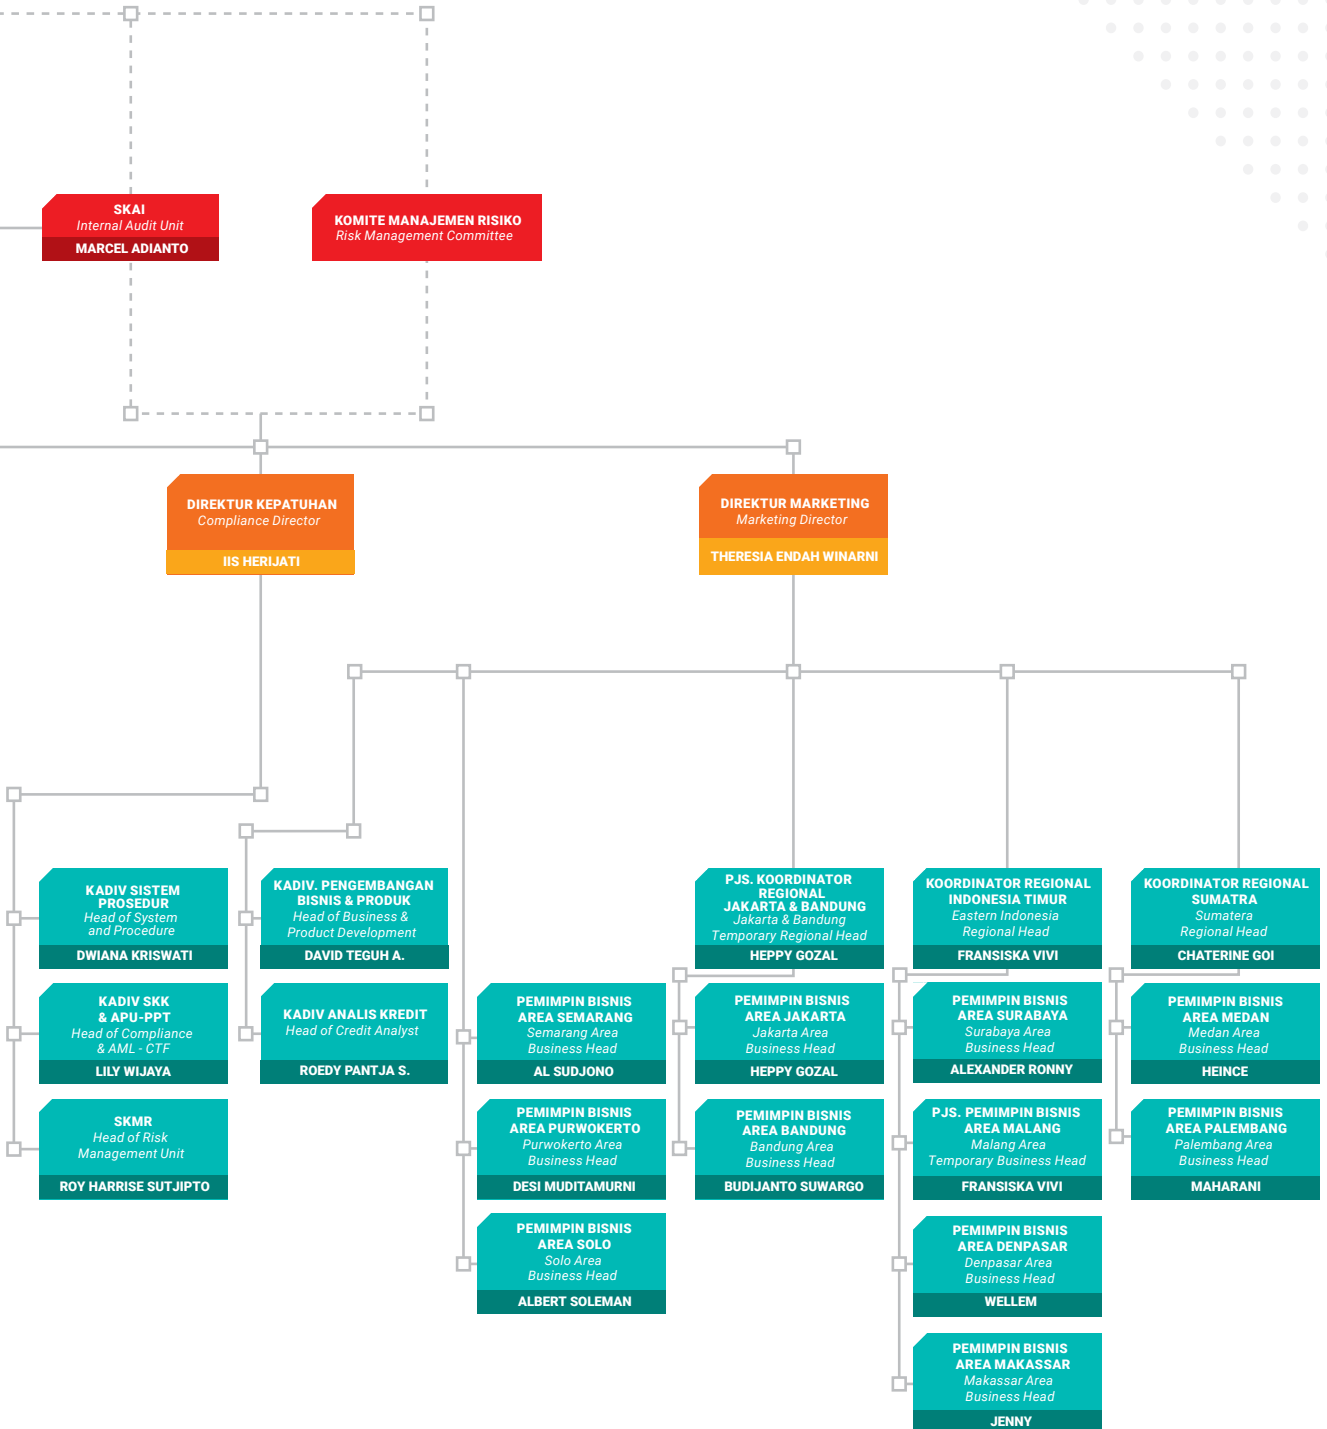 SKAI
Internal Audit Unit
MARCEL ADIANTO
KOMITE MANAJEMEN RISIKO
Risk Management Committee
DIREKTUR KEPATUHAN
Compliance Director
IIS HERIJATI
DIREKTUR MARKETING
Marketing Director
THERESIA ENDAH WINARNI
KADIV SISTEM
PROSEDUR
Head of System
and Procedure
DWIANA KRISWATI
KADIV SKK
& APU-PPT
Head of Compliance
& AML - CTF
LILY WIJAYA
SKMR
Head of Risk
Management Unit
ROY HARRISE SUTJIPTO
KADIV. PENGEMBANGAN
BISNIS & PRODUK
Head of Business &
Product Development
DAVID TEGUH A.
KADIV ANALIS KREDIT
Head of Credit Analyst
ROEDY PANTJA S.
PEMIMPIN BISNIS
AREA SEMARANG
Semarang Area
Business Head
AL SUDJONO
PEMIMPIN BISNIS
AREA PURWOKERTO
Purwokerto Area
Business Head
DESI MUDITAMURNI
PEMIMPIN BISNIS
AREA SOLO
Solo Area
Business Head
ALBERT SOLEMAN
PJS. KOORDINATOR
REGIONAL
JAKARTA & BANDUNG
Jakarta & Bandung
Temporary Regional Head
HEPPY GOZAL
PEMIMPIN BISNIS
AREA JAKARTA
Jakarta Area
Business Head
HEPPY GOZAL
PEMIMPIN BISNIS
AREA BANDUNG
Bandung Area
Business Head
BUDIJANTO SUWARGO
KOORDINATOR REGIONAL
INDONESIA TIMUR
Eastern Indonesia
Regional Head
FRANSISKA VIVI
PEMIMPIN BISNIS
AREA SURABAYA
Surabaya Area
Business Head
ALEXANDER RONNY
PJS. PEMIMPIN BISNIS
AREA MALANG
Malang Area
Temporary Business Head
FRANSISKA VIVI
PEMIMPIN BISNIS
AREA DENPASAR
Denpasar Area
Business Head
WELLEM
PEMIMPIN BISNIS
AREA MAKASSAR
Makassar Area
Business Head
JENNY
KOORDINATOR REGIONAL
SUMATRA
Sumatera
Regional Head
CHATERINE GOI
PEMIMPIN BISNIS
AREA MEDAN
Medan Area
Business Head
HEINCE
PEMIMPIN BISNIS
AREA PALEMBANG
Palembang Area
Business Head
MAHARANI